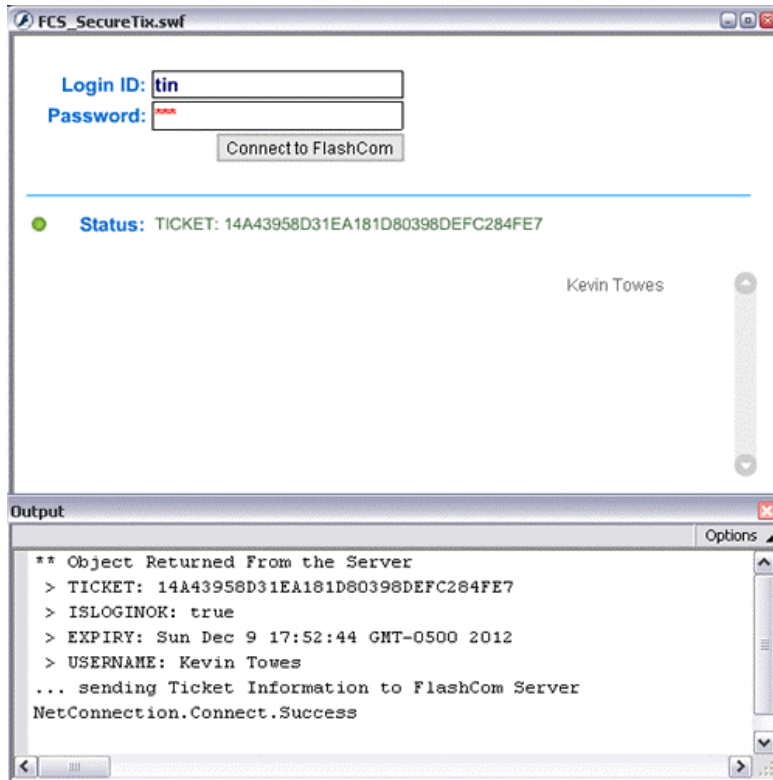 FCS_SecureTix.swf
Login ID: tin
Password: ***
Connect to FlashCom
Status: TICKET: 14A43958D31EA181D80398DEFC284FE7
Kevin Towes
Output
Options
** Object Returned From the Server
> TICKET: 14A43958D31EA181D80398DEFC284FE7
> ISLOGINOK: true
> EXPIRY: Sun Dec 9 17:52:44 GMT-0500 2012
> USERNAME: Kevin Towes
... sending Ticket Information to FlashCom Server
NetConnection.Connect.Success